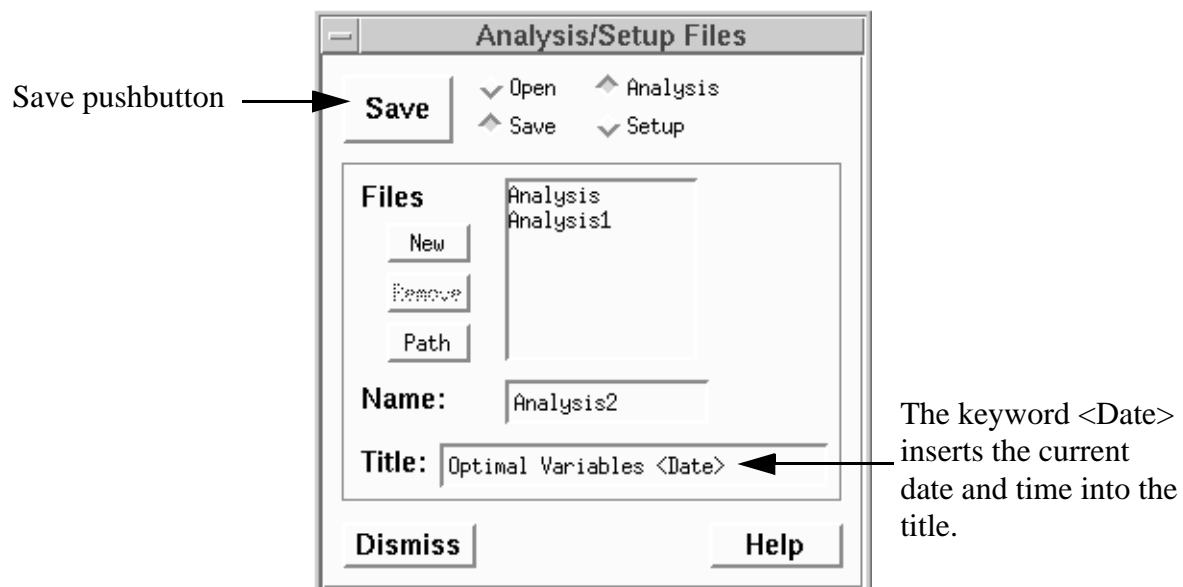 Analysis/Setup Files
Save pushbutton
Save
Open
Analysis
Save
Setup
Files
Analysis
Analysis1
New
Remove
Path
Name:
Analysis2
Title:
Optimal Variables <Date>
The keyword <Date>
inserts the current
date and time into the
title.
Dismiss
Help